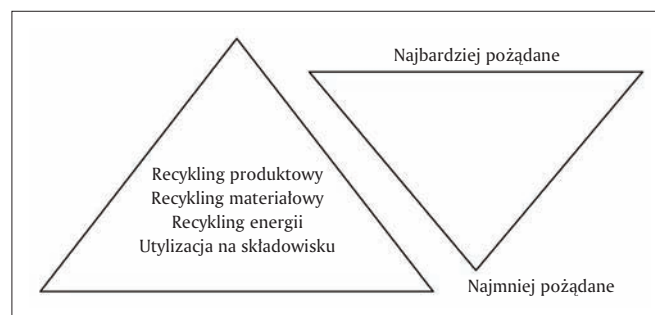 Najbardziej pożądane
Recykling produktowy
Recykling materiałowy
Recykling energii
Utylizacja na składowisku
Najmniej pożądane